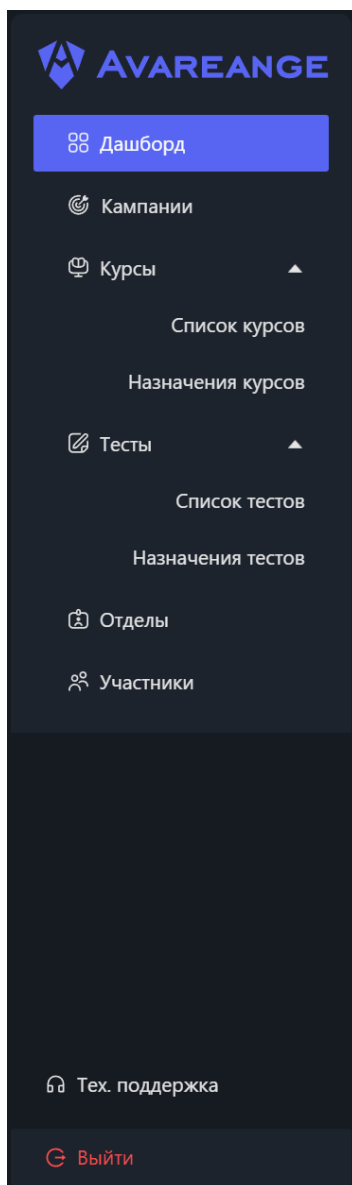 AVAREANGE
Дашборд
Кампании
Курсы
Список курсов
Назначения курсов
Тесты
Список тестов
Назначения тестов
Отделы
Участники
Тех. поддержка
Выйти